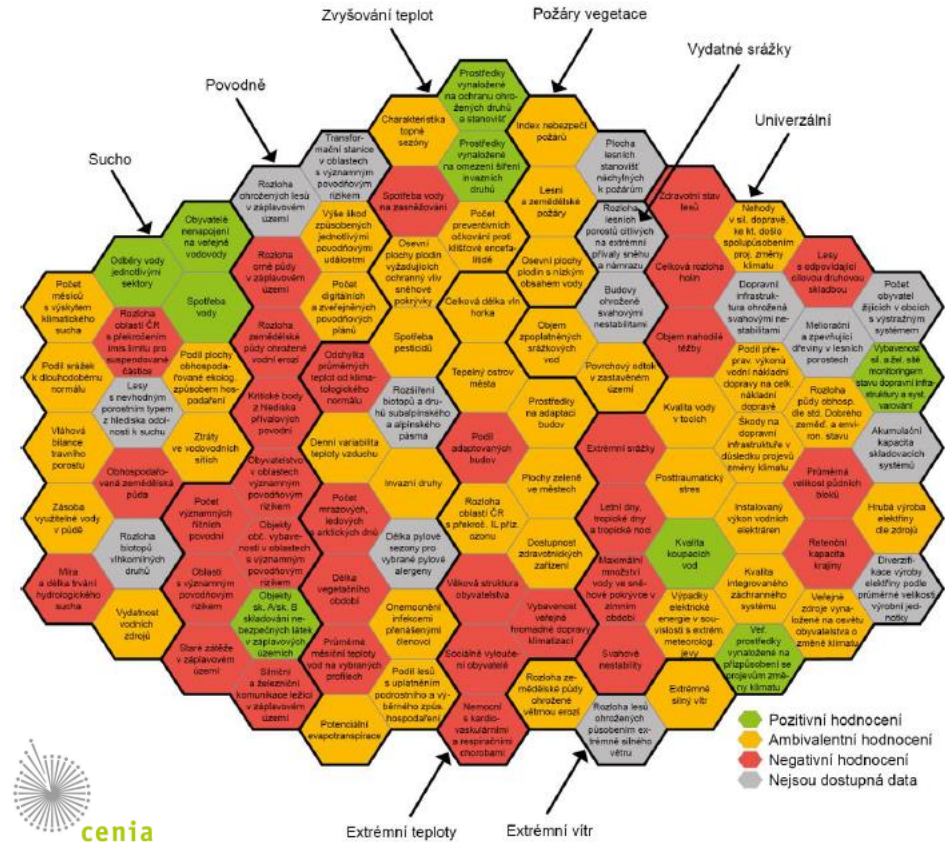 Zvyšování teplot
Požáry vegetace
Vydatné srážky
Povodně
Univerzální
Sucho
Počet
měsíců
s výskytem
klimatického
sucha
Podíl srážek
k dlouhodobému
normálu
Vláhová
bilance
travního
porostu
Zásoba
využitelné vody
v půdě
Míra
a délka trvání
hydrologického
sucha
Odběry vody
jednotlivými
sektory
Rozloha
oblastí ČR
s překročením
imis. limitu pro
suspendované
částice
Lesy
s nevhodným
porostním typem
z hlediska odol-
nosti k suchu
Obhospodařo-
vaná zemědělská
půda
Rozloha
biotopů
vlhkomilných
druhů
Vydatnost
vodních
zdrojů
Obyvatelé
nenapojení
na veřejné
vodovody
Spotřeba
vody
Podíl plochy
obhospoda-
řované ekolog.
způsobem hos-
podaření
Ztráty
ve vodovodních
sítích
Počet
významných
říčních
povodní
Oblasti
s významným
povodňovým
rizikem
Staré zátěže
v záplavovém
území
Rozloha
ohrožených lesů
v záplavovém
území
Rozloha
orné půdy
v záplavovém
území
Rozloha
zemědělské
půdy ohrožené
vodní erozí
Kritické body
z hlediska
přívalových
povodní
Obyvatelstvo
v oblastech
významným
povodňovým
rizikem
Objekty
obč. vybave-
nosti v oblastech
s významným
povodňovým
rizikem
Objekty
sk. A/sk. B
skladování ne-
bezpečných látek
v záplavových
územích
Silniční
a železniční
komunikace ležící
v záplavovém
území
Transfor-
mační stanice
v oblastech
s významným
povodňovým
rizikem
Výše škod
způsobených
jednotlivými
povodňovými
událostmi
Počet
digitálních
a zveřejněných
povodňových
plánů
Odchylka
průměrných
teplot od klima-
tologického
normálu
Denní variabilita
teploty vzduchu
Počet
mrazových,
ledových
a arktických dnů
Délka
vegetačního
období
Průměrné
měsíční teploty
vod na vybraných
profilech
Potenciální
evapotranspirace
Charakteristika
topné
sezóny
Spotřeba vody
na zasněžování
Osevní
plochy plodin
vyžadujících
ochranný vliv sněhové
pokrývky
Spotřeba
pesticidů
Rozšíření
biotopů a dru-
hů subalpínského
a alpínského
pásma
Invazní druhy
Délka pylové
sezony pro
vybrané pylové
alergeny
Onemocnění
infekcemi
přenášenými
členovci
Podíl lesů
s uplatněním
podrostního a vý-
běrného způs.
hospodaření
Prostředky
vynaložené
na ochranu ohro-
žených druhů
a stanovišť
Prostředky
vynaložené
na omezení šíření
invazních
druhů
Počet
preventivních
očkování proti
klíšťové encefa-
litidě
Celková délka vln
horka
Tepelný ostrov
města
Podíl
adaptovaných
budov
Rozloha
oblastí ČR
s překroč. IL příz.
ozonu
Věková struktura
obyvatelstva
Sociálně vylouče-
ní obyvatelé
Nemocní
s kardio-
vaskulárními
a respiračními
chorobami
Index nebezpečí
požárů
Lesní
a zemědělské
požáry
Osevní plochy
plodin s nízkým
obsahem vody
Objem
zpoplatněných
srážkových
vod
Prostředky
na adaptaci
budov
Plochy zeleně
ve městech
Dostupnost
zdravotnických
zařízení
Vybavenost
veřejné
hromadné dopravy
klimatizací
Rozloha ze-
mědělské půdy
ohrožené
větrnou erozí
Plocha
lesních
stanovišť
náchylných
k požárům
Rozloha
lesních
porostů citlivých
na extrémní
přívaly sněhu
a námrazu
Budovy
ohrožené
svahovými
nestabilitami
Povrchový odtok
v zastavěném
území
Extrémní srážky
Letní dny,
tropické dny
a tropické noci
Maximální
množství
vody ve sně-
hové pokrývce v
zimním
období
Svahové
nestability
Rozloha lesů
ohrožených
působením ex-
trémně silného
větru
Zdravotní stav
lesů
Celková rozloha
holin
Objem nahodilé
těžby
Kvalita vody
v tocích
Posttraumatický
stres
Kvalita
koupacích
vod
Výpadky
elektrické
energie v sou-
vislosti s extrém.
meteorolog.
jevy
Extrémně
silný vítr
Nehody
v sil. dopravě,
ke kt. došlo
spolupůsobením
proj. změny
klimatu
Dopravní
infrastruk-
tura ohrožená
svahovými ne-
stabilitami
Podíl přeprav. výkonů
vodní nákladní
dopravy na celk.
nákladní
dopravě
Škody na
dopravní
infrastruktuře v
důsledku projevů
změny klimatu
Instalovaný
výkon vodních
elektráren
Kvalita
integrovaného
záchranného
systému
Veř.
prostředky
vynaložené na
přizpůsobení se
projevům změ-
ny klimatu
Lesy
s odpovídající
cílovou druhovou
skladbou
Meliorační
a zpevňující
dřeviny v lesních
porostech
Rozloha
půdy obhosp.
dle std. Dobrého
zeměd. a environ. stavu
Průměrná
velikost půdních
bloků
Retenční
kapacita
krajiny
Veřejné
zdroje vyna-
ložené na osvětu
obyvatelstva o
změně klimatu
Počet
obyvatel
žijících v obcích
s výstražným
systémem
Vybavenost
sil. a žel. sítě
monitoringem
stavu dopravní infra-
struktury a syst.
varování
Akumulační
kapacita
skladovacích
systémů
Hrubá výroba
elektřiny
dle zdrojů
Diverzifi-
kace výroby
elektřiny podle
průměrné velikosti
výrobní jed-
notky
Pozitivní hodnocení
Ambivalentní hodnocení
Negativní hodnocení
Nejsou dostupná data
Extrémní teploty
Extrémní vítr
cenia